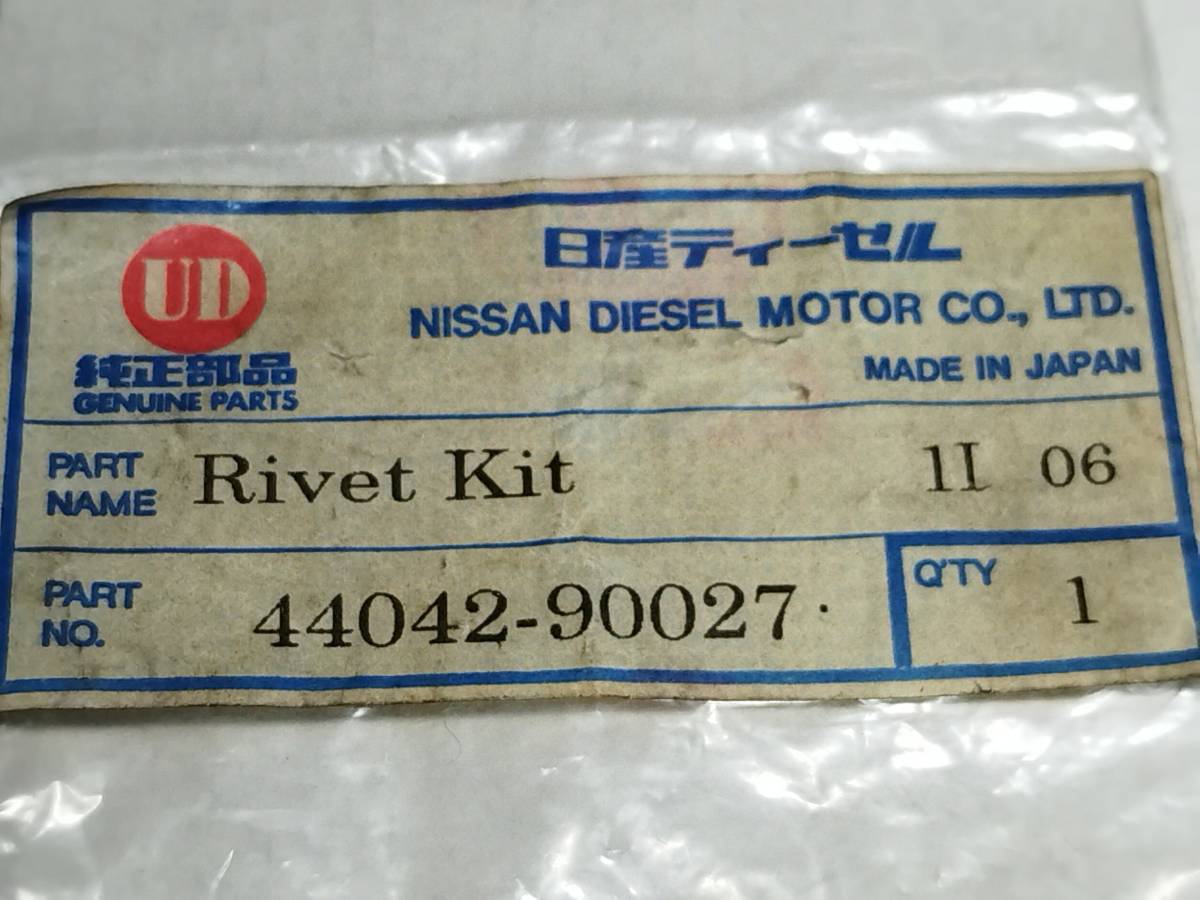 UD
純正部品
GENUINE PARTS
日産ディーゼル
NISSAN DIESEL MOTOR CO., LTD.
MADE IN JAPAN
PART NAME Rivet Kit 1I 06
PART NO. 44042-90027
Q'TY 1